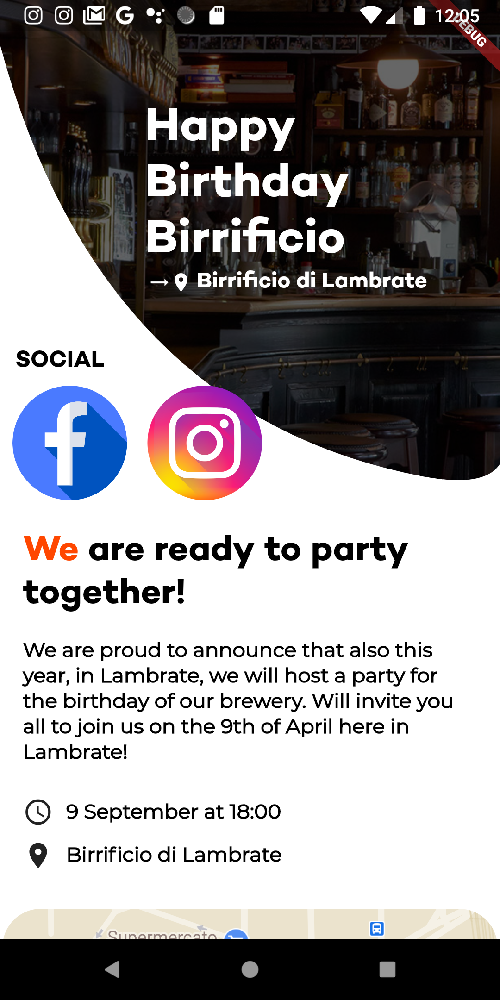 12:05
DEBUG
Happy
Birthday
Birrificio
→ Birrificio di Lambrate
SOCIAL
We are ready to party
together!
We are proud to announce that also this
year, in Lambrate, we will host a party for
the birthday of our brewery. Will invite you
all to join us on the 9th of April here in
Lambrate!
9 September at 18:00
Birrificio di Lambrate
Supermercato